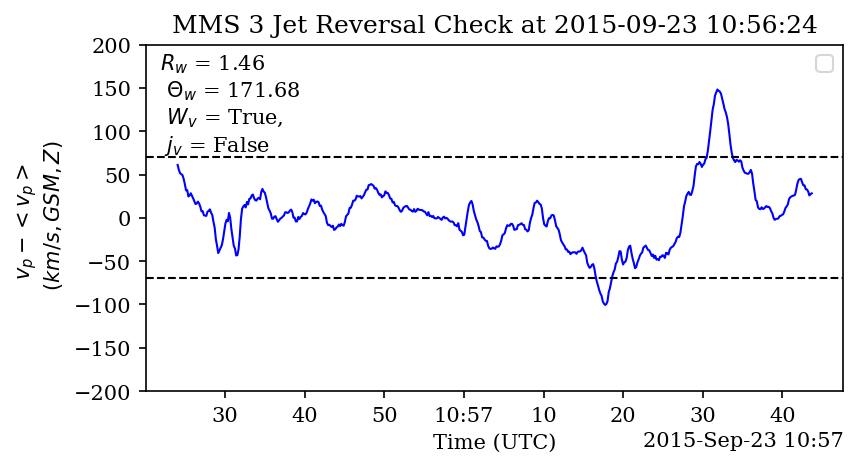 MMS 3 Jet Reversal Check at 2015-09-23 10:56:24
R_w = 1.46
Θ_w = 171.68
W_v = True,
j_v = False
v_p − < v_p >
(km/s, GSM, Z)
200
150
100
50
0
−50
−100
−150
−200
30 40 50 10:57 10 20 30 40
Time (UTC)
2015-Sep-23 10:57